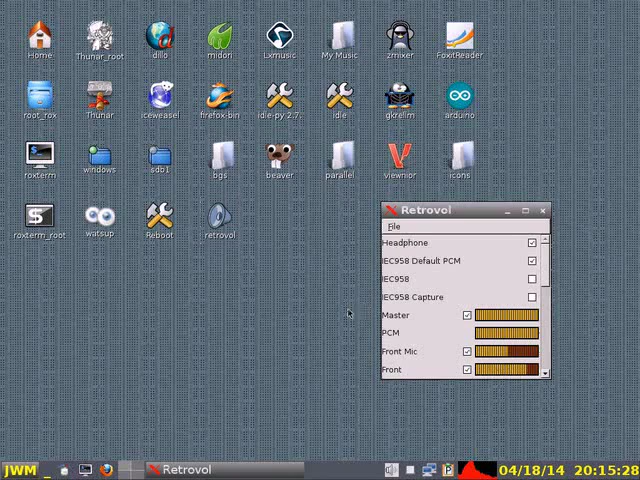 Home Thunar_root dillo midori Lxmusic My Music zmixer FoxitReader
root_rox Thunar iceweasel firefox-bin idle-py 2.7. Idle gkrellm arduino
roxterm windows sdb1 bgs beaver parallel viewnior icons
roxterm_root watsup Reboot retrovol
Retrovol
File
Headphone
IEC958 Default PCM
IEC958
IEC958 Capture
Master
PCM
Front Mic
Front
JWM _ Retrovol 04/18/14 20:15:28